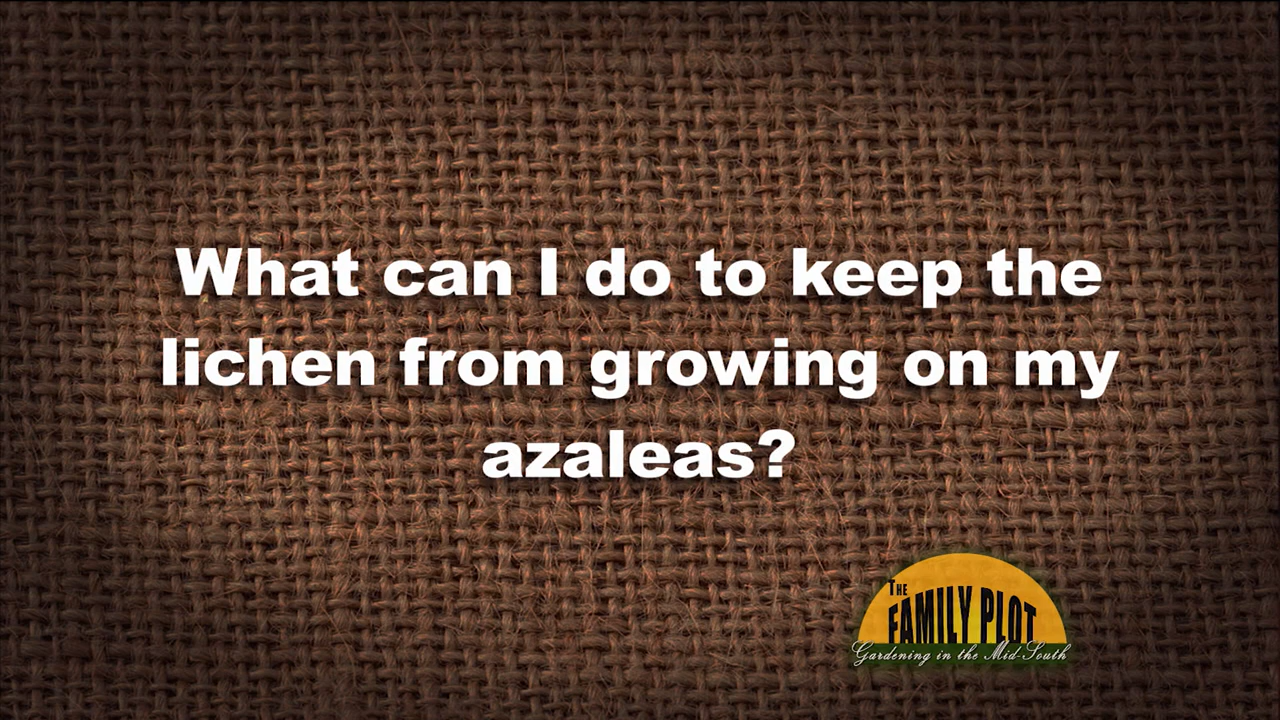 What can I do to keep the
lichen from growing on my
azaleas?
THE
FAMILY PLOT
Gardening in the Mid-South